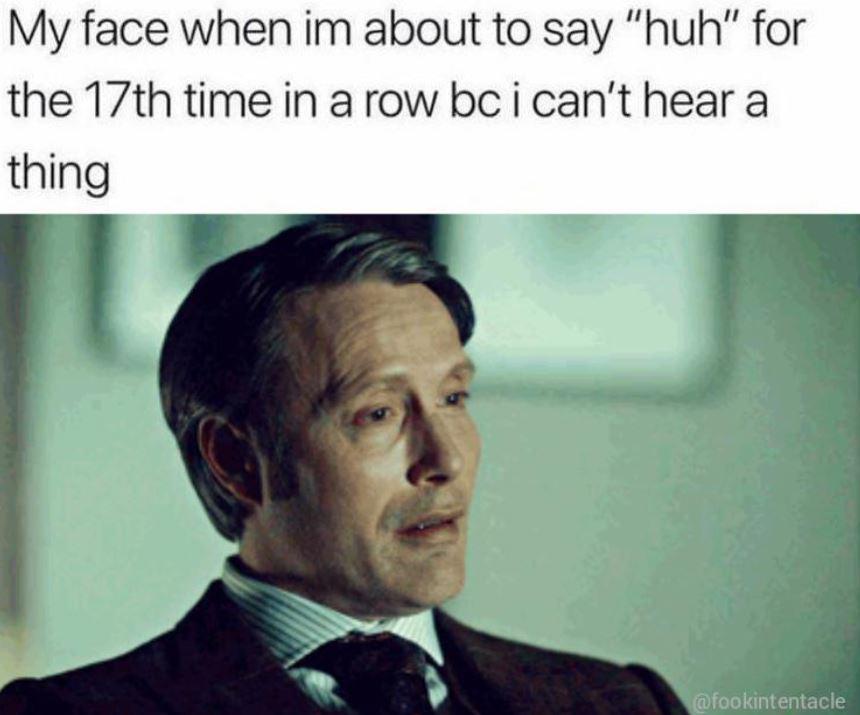 My face when im about to say "huh" for
the 17th time in a row bc i can't hear a
thing
@fookintentacle